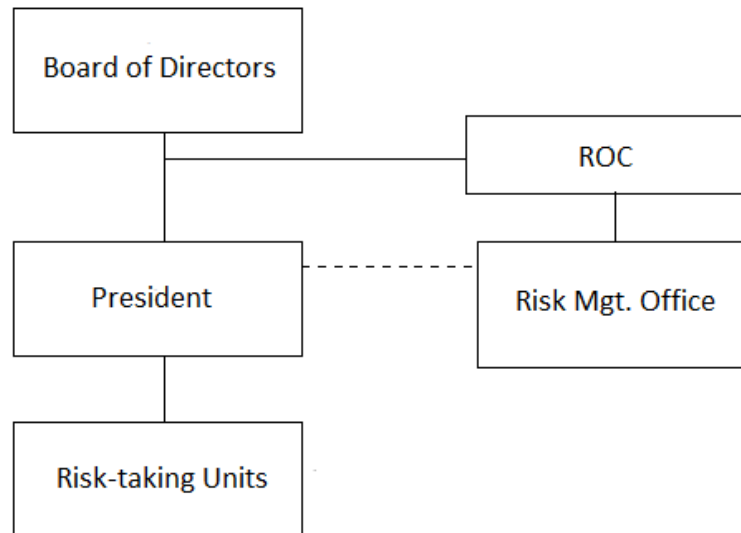 Board of Directors
ROC
President
Risk Mgt. Office
Risk-taking Units